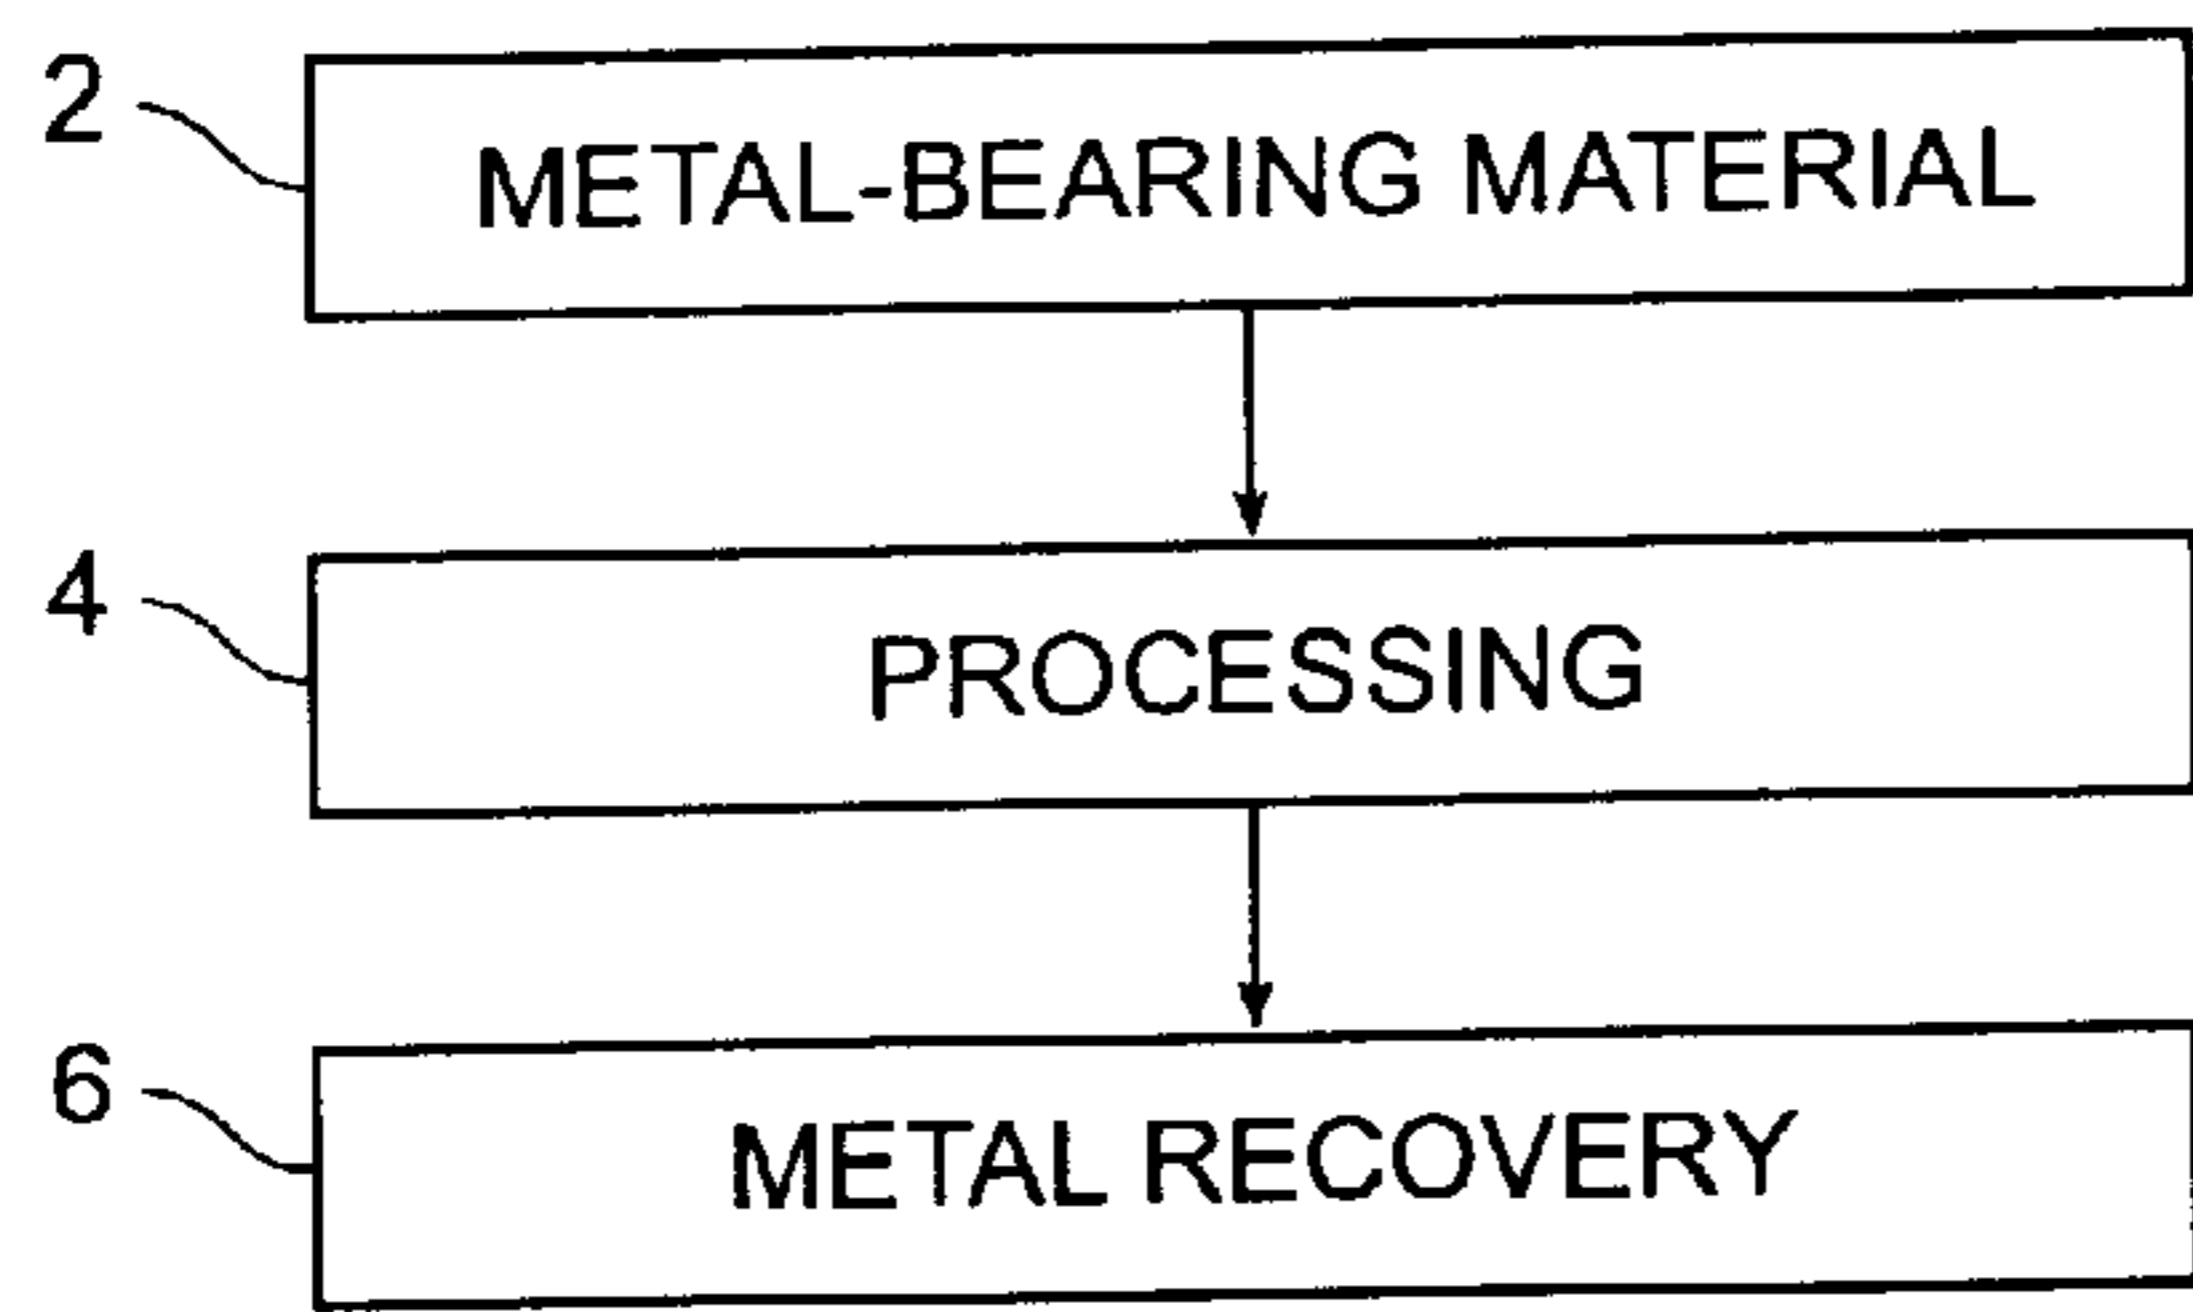 2
METAL-BEARING MATERIAL
4
PROCESSING
6
METAL RECOVERY